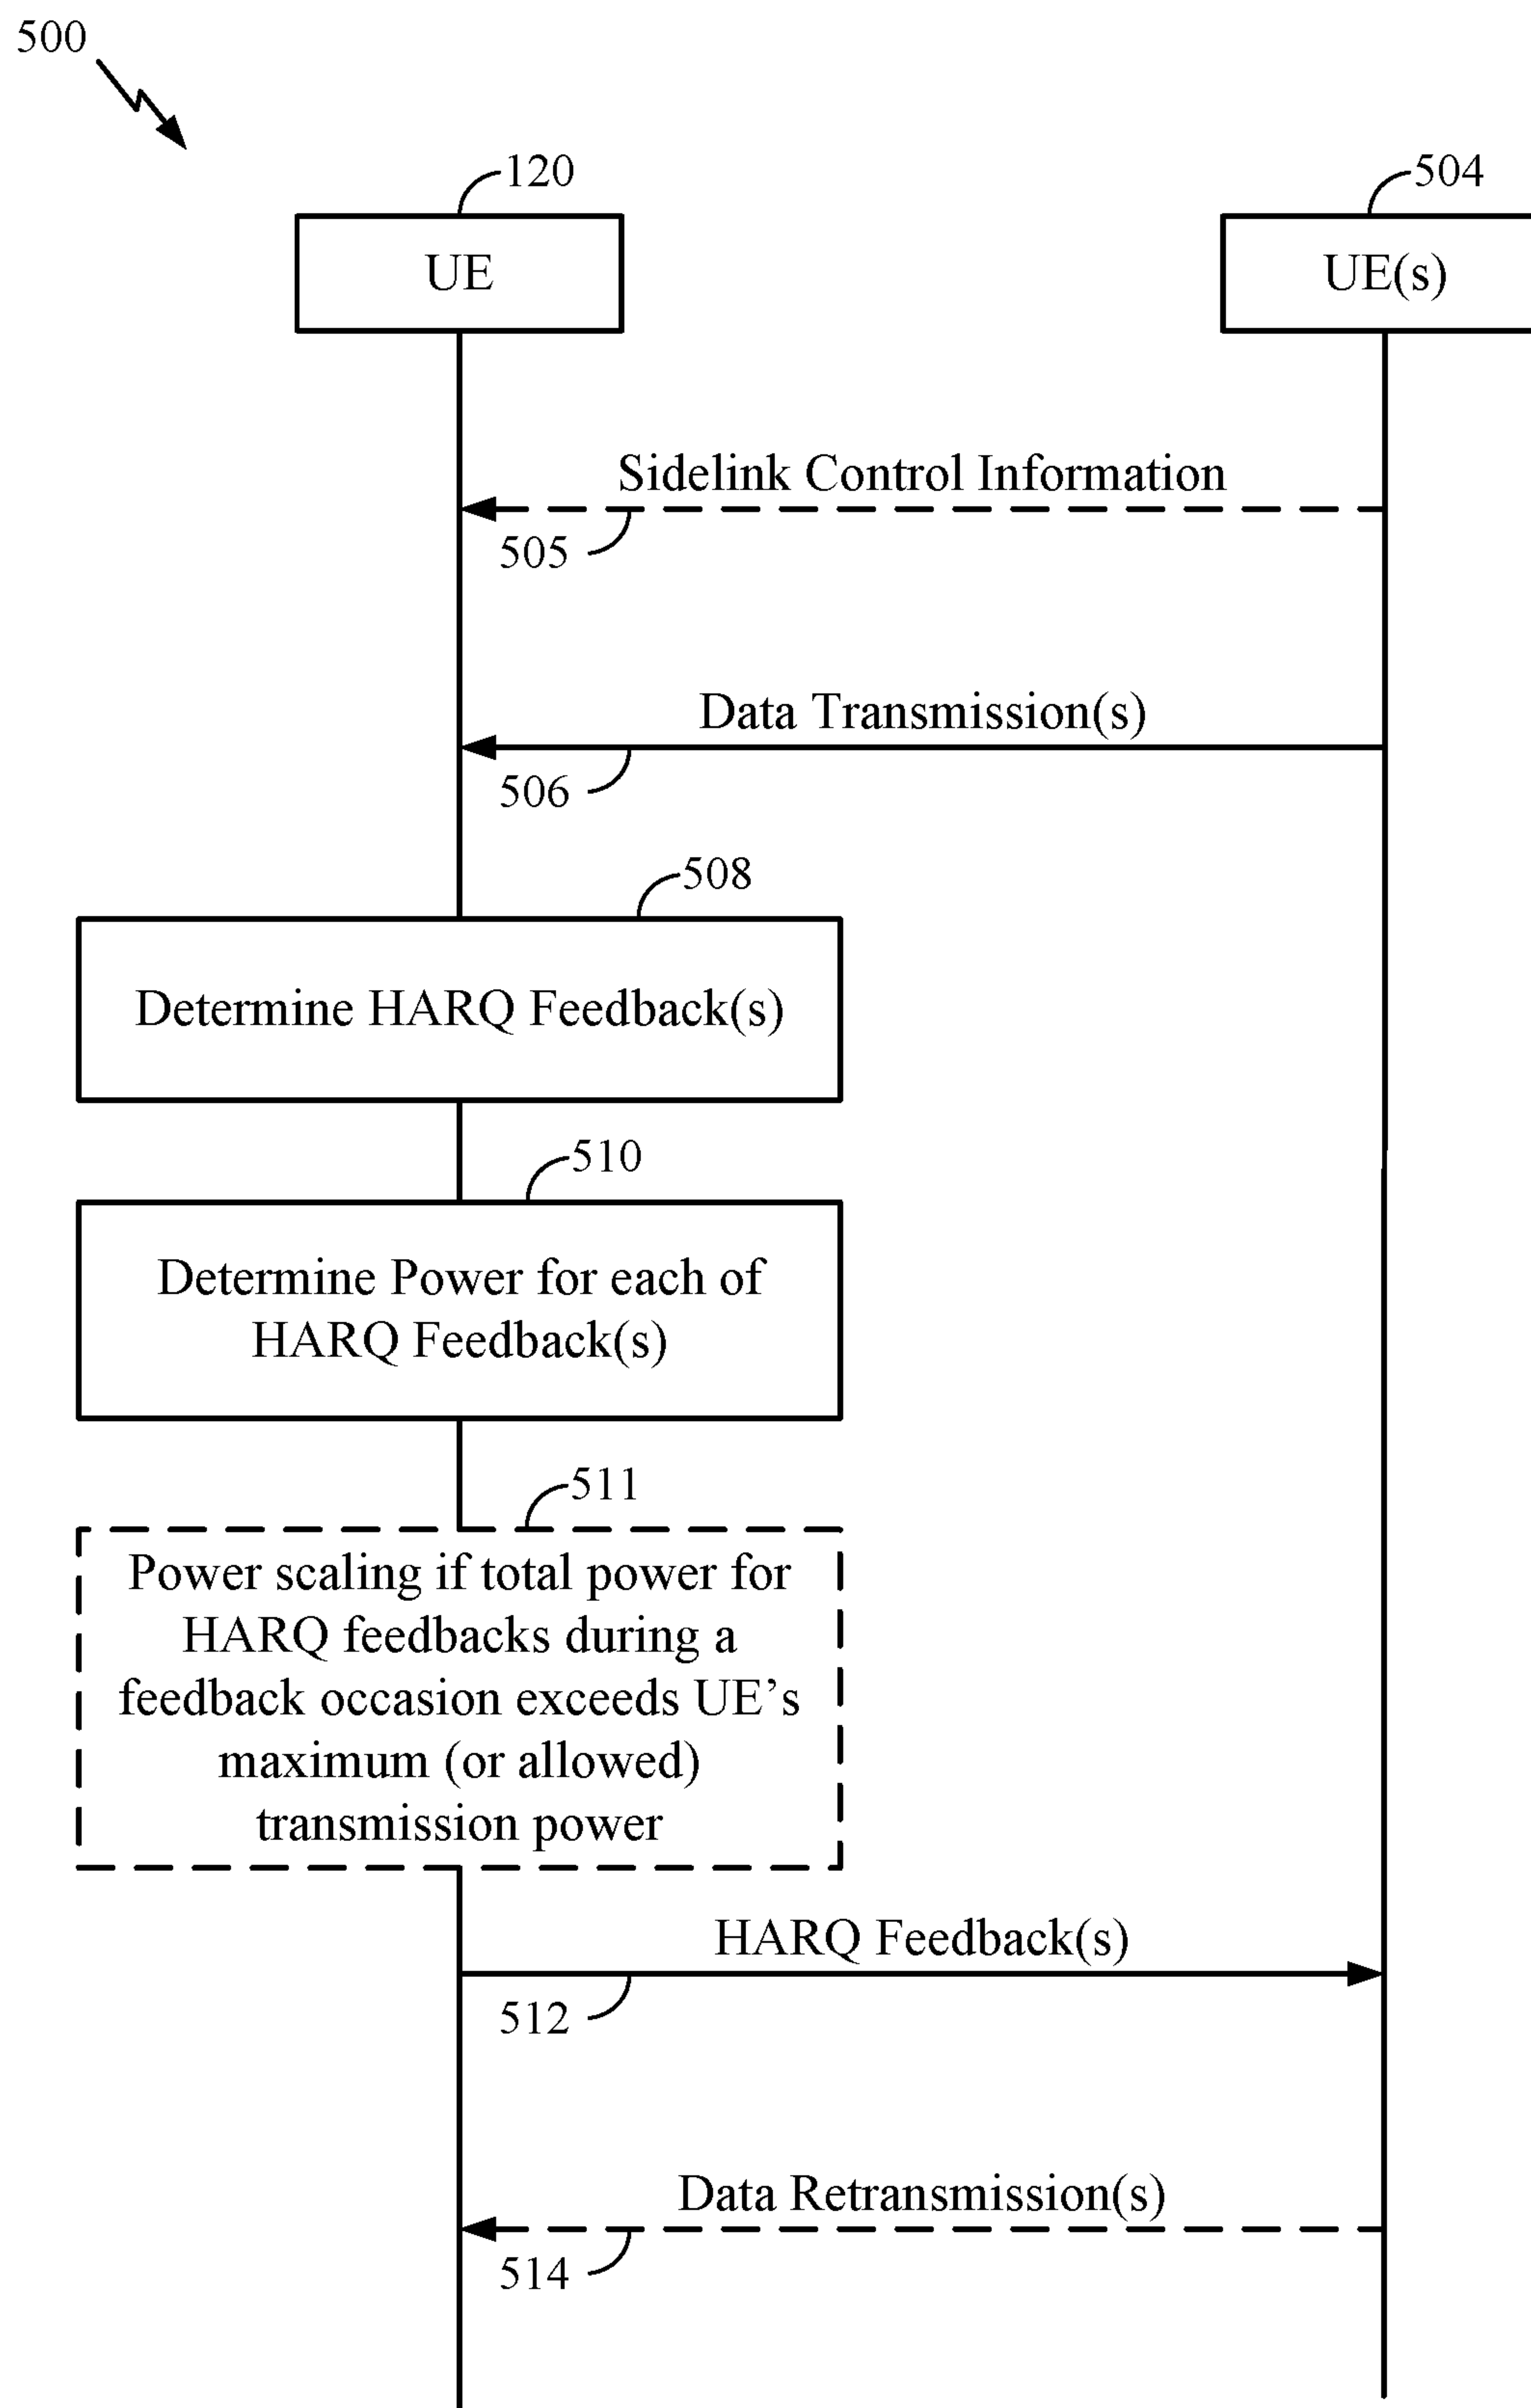 500
120
504
UE
UE(s)
Sidelink Control Information
505
Data Transmission(s)
506
508
Determine HARQ Feedback(s)
510
Determine Power for each of
HARQ Feedback(s)
511
Power scaling if total power for
HARQ feedbacks during a
feedback occasion exceeds UE’s
maximum (or allowed)
transmission power
HARQ Feedback(s)
512
Data Retransmission(s)
514